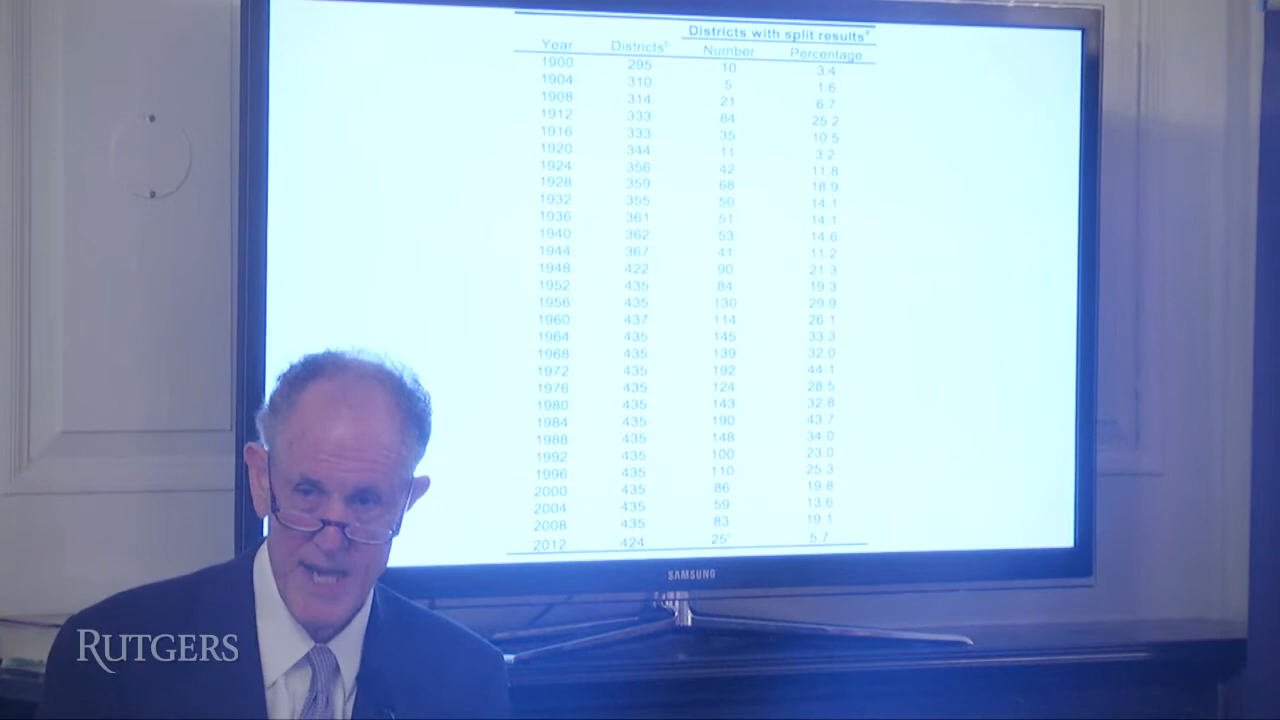 Districts with split resultsª
Year Districtsᵇ Number Percentage
1900 295 10 3.4
1904 310 5 1.6
1908 314 21 6.7
1912 333 84 25.2
1916 333 35 10.5
1920 344 11 3.2
1924 356 42 11.8
1928 359 68 18.9
1932 355 50 14.1
1936 361 51 14.1
1940 362 53 14.6
1944 367 41 11.2
1948 422 90 21.3
1952 435 84 19.3
1956 435 130 29.9
1960 437 114 26.1
1964 435 145 33.3
1968 435 139 32.0
1972 435 192 44.1
1976 435 124 28.5
1980 435 143 32.8
1984 435 190 43.7
1988 435 148 34.0
1992 435 100 23.0
1996 435 110 25.3
2000 435 86 19.8
2004 435 59 13.6
2008 435 83 19.1
2012 424 25ᶜ 5.7
SAMSUNG
RUTGERS